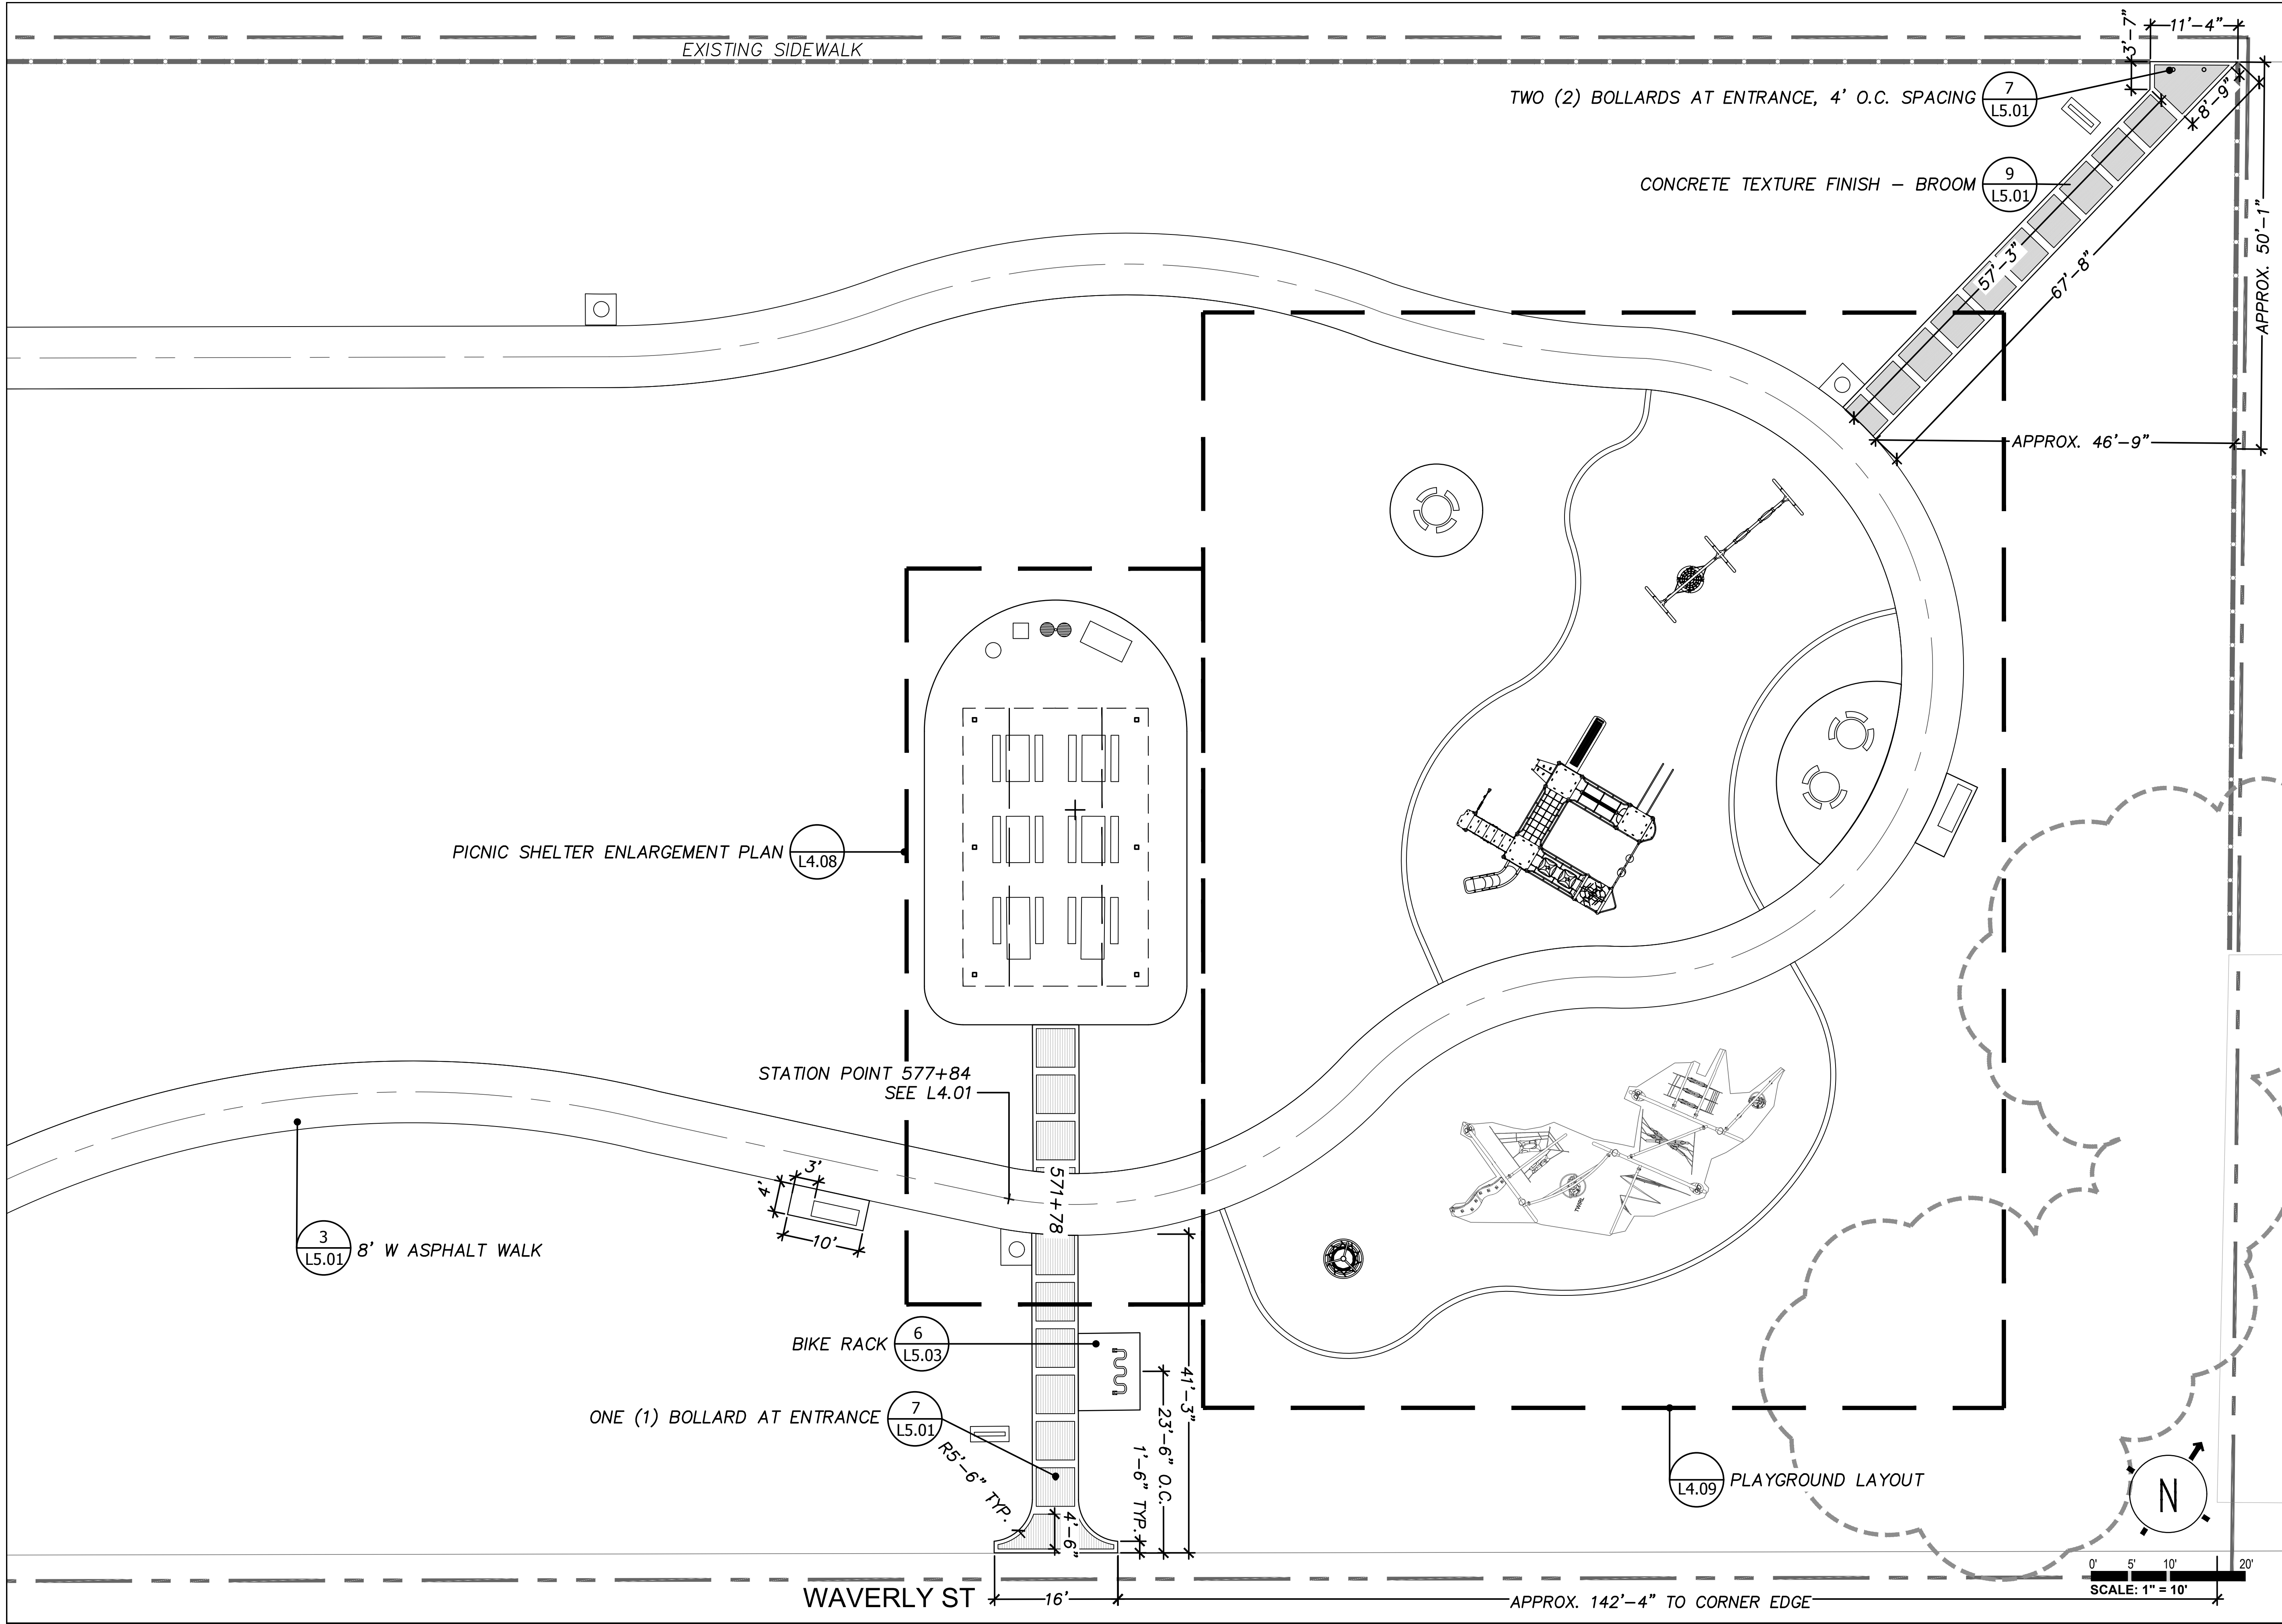 EXISTING SIDEWALK
3'-7"
11'-4"
TWO (2) BOLLARDS AT ENTRANCE, 4' O.C. SPACING
7
L5.01
8'-9"
CONCRETE TEXTURE FINISH - BROOM
9
L5.01
57'-3"
67'-8"
APPROX. 50'-1"
APPROX. 46'-9"
PICNIC SHELTER ENLARGEMENT PLAN
L4.08
STATION POINT 577+84
SEE L4.01
571+78
3'
4'
10'
3
L5.01
8' W ASPHALT WALK
TWIRL
BIKE RACK
6
L5.03
ONE (1) BOLLARD AT ENTRANCE
7
L5.01
R5'-6" TYP.
4'-6"
1'-6" TYP.
23'-6" O.C.
41'-3"
L4.09
PLAYGROUND LAYOUT
N
0' 5' 10' 20'
SCALE: 1" = 10'
WAVERLY ST
16'
APPROX. 142'-4" TO CORNER EDGE